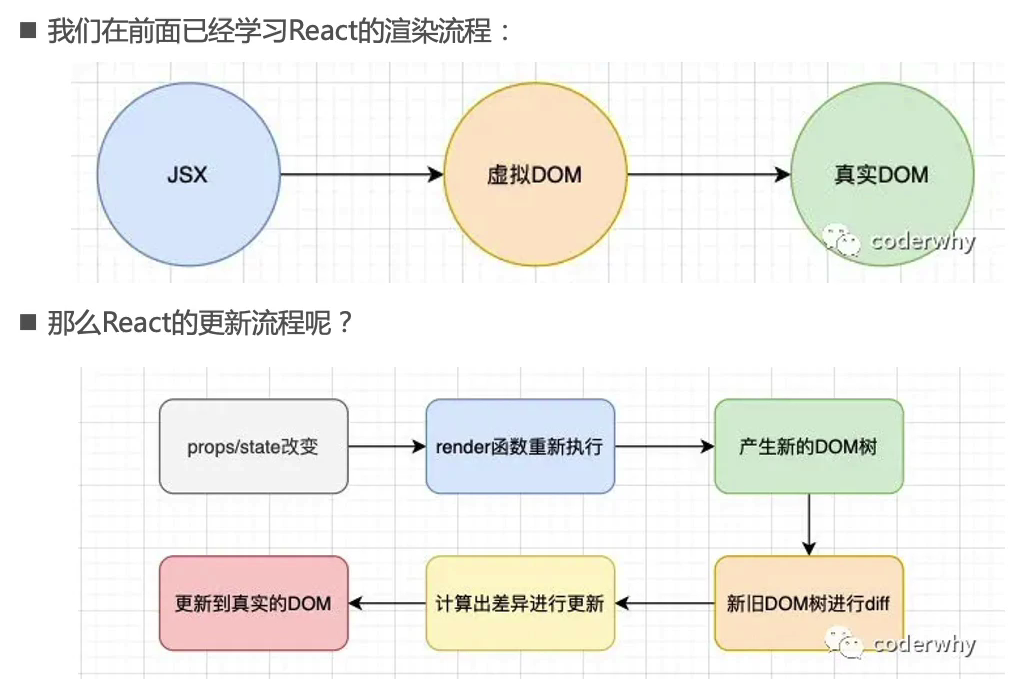 ■ 我们在前面已经学习React的渲染流程：
JSX
虚拟DOM
真实DOM
coderwhy
■ 那么React的更新流程呢？
props/state改变
render函数重新执行
产生新的DOM树
更新到真实的DOM
计算出差异进行更新
新旧DOM树进行diff
coderwhy